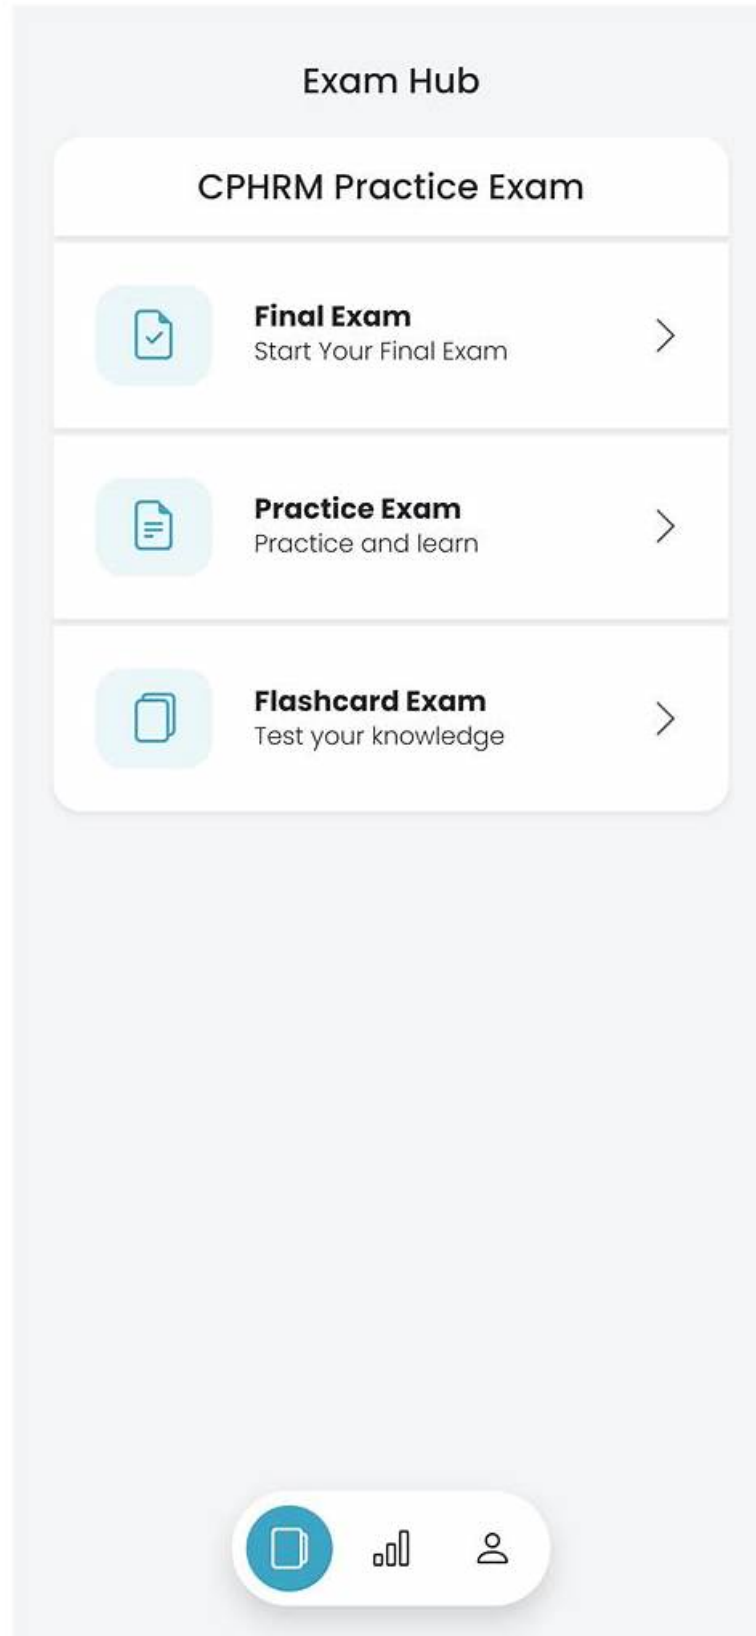 Exam Hub
CPHRM Practice Exam
Final Exam
Start Your Final Exam
Practice Exam
Practice and learn
Flashcard Exam
Test your knowledge